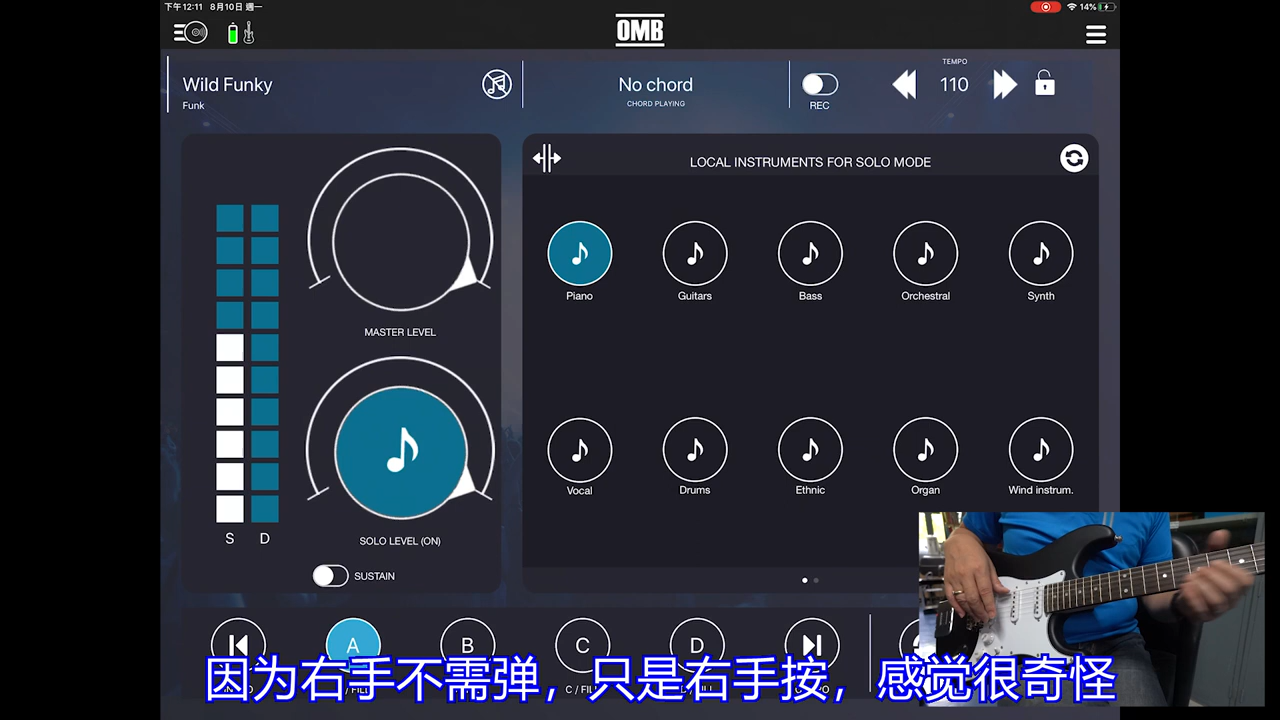 下午12:11 8月10日 週一
14%
OMB
Wild Funky
Funk
No chord
CHORD PLAYING
REC
TEMPO
110
LOCAL INSTRUMENTS FOR SOLO MODE
Piano
Guitars
Bass
Orchestral
Synth
MASTER LEVEL
Vocal
Drums
Ethnic
Organ
Wind instrum.
S
D
SOLO LEVEL (ON)
SUSTAIN
A
B
C
D
因为右手不需弹，只是右手按，感觉很奇怪